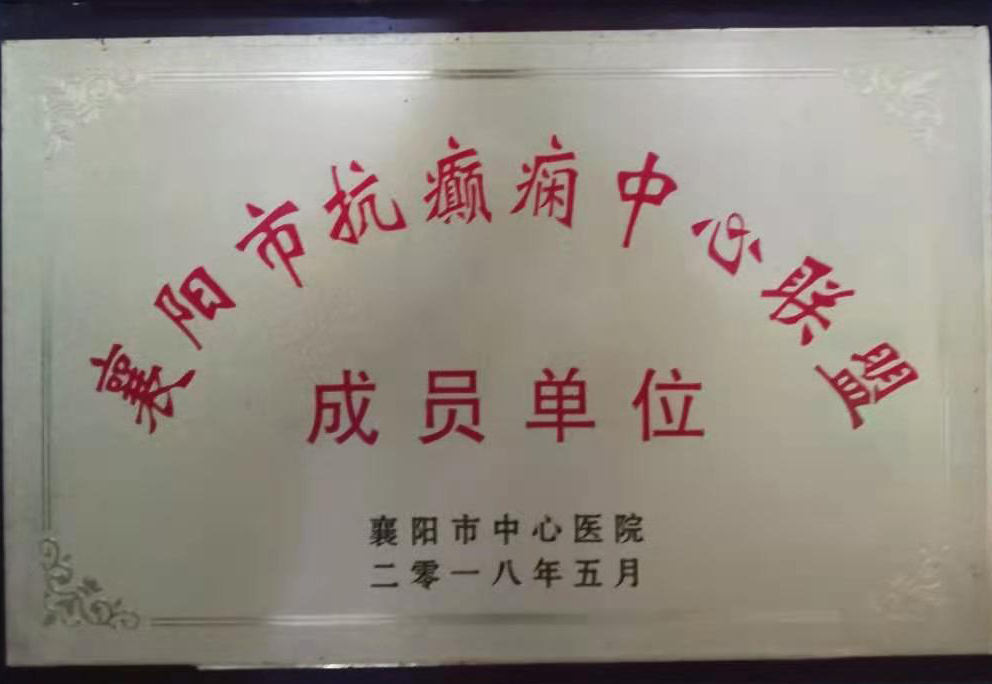 襄阳市抗癫痫中心联盟
成员单位
襄阳市中心医院
二零一八年五月